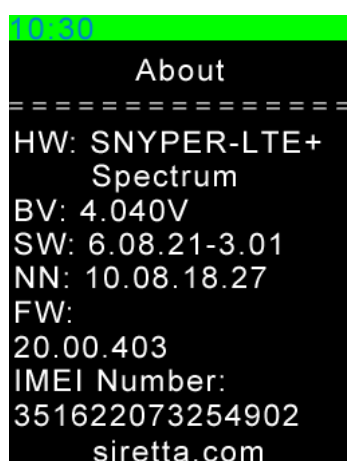 10:30
About
===============
HW: SNYPER-LTE+
Spectrum
BV: 4.040V
SW: 6.08.21-3.01
NN: 10.08.18.27
FW:
20.00.403
IMEI Number:
351622073254902
siretta.com